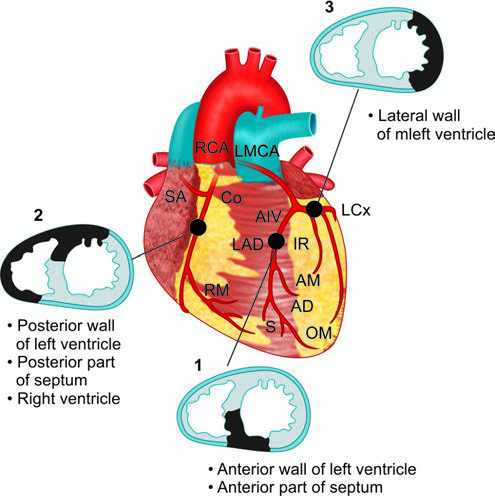 3
• Lateral wall
of mleft ventricle
RCA LMCA
SA
Co
AIV
LCx
LAD
IR
2
RM
AM
AD
S
OM
• Posterior wall
of left ventricle
• Posterior part
of septum
• Right ventricle
1
• Anterior wall of left ventricle
• Anterior part of septum